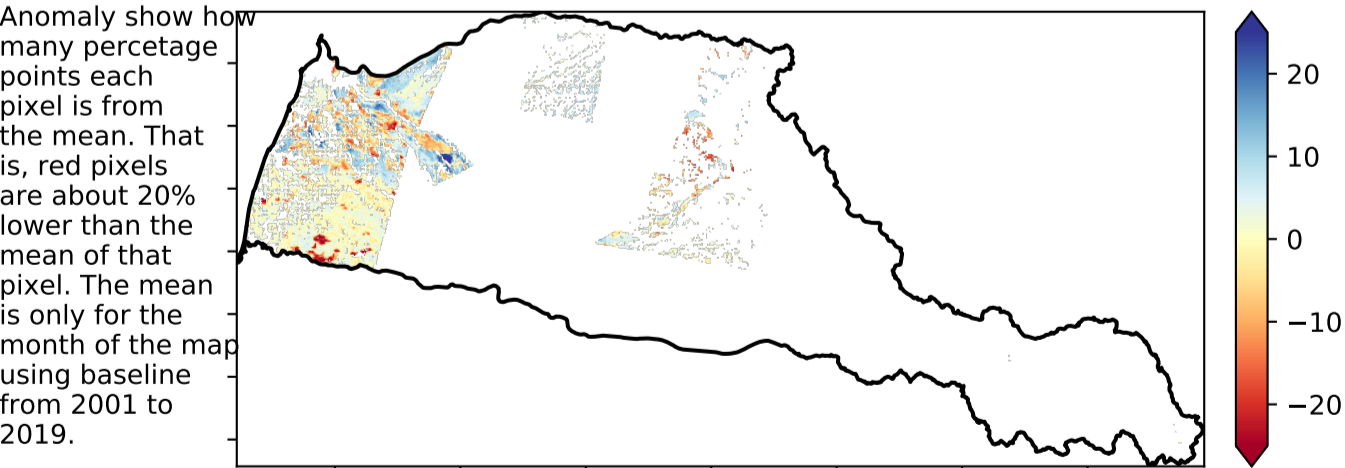 Anomaly show how
many percetage
points each
pixel is from
the mean. That
is, red pixels
are about 20%
lower than the
mean of that
pixel. The mean
is only for the
month of the map
using baseline
from 2001 to
2019.
20
10
0
−10
−20